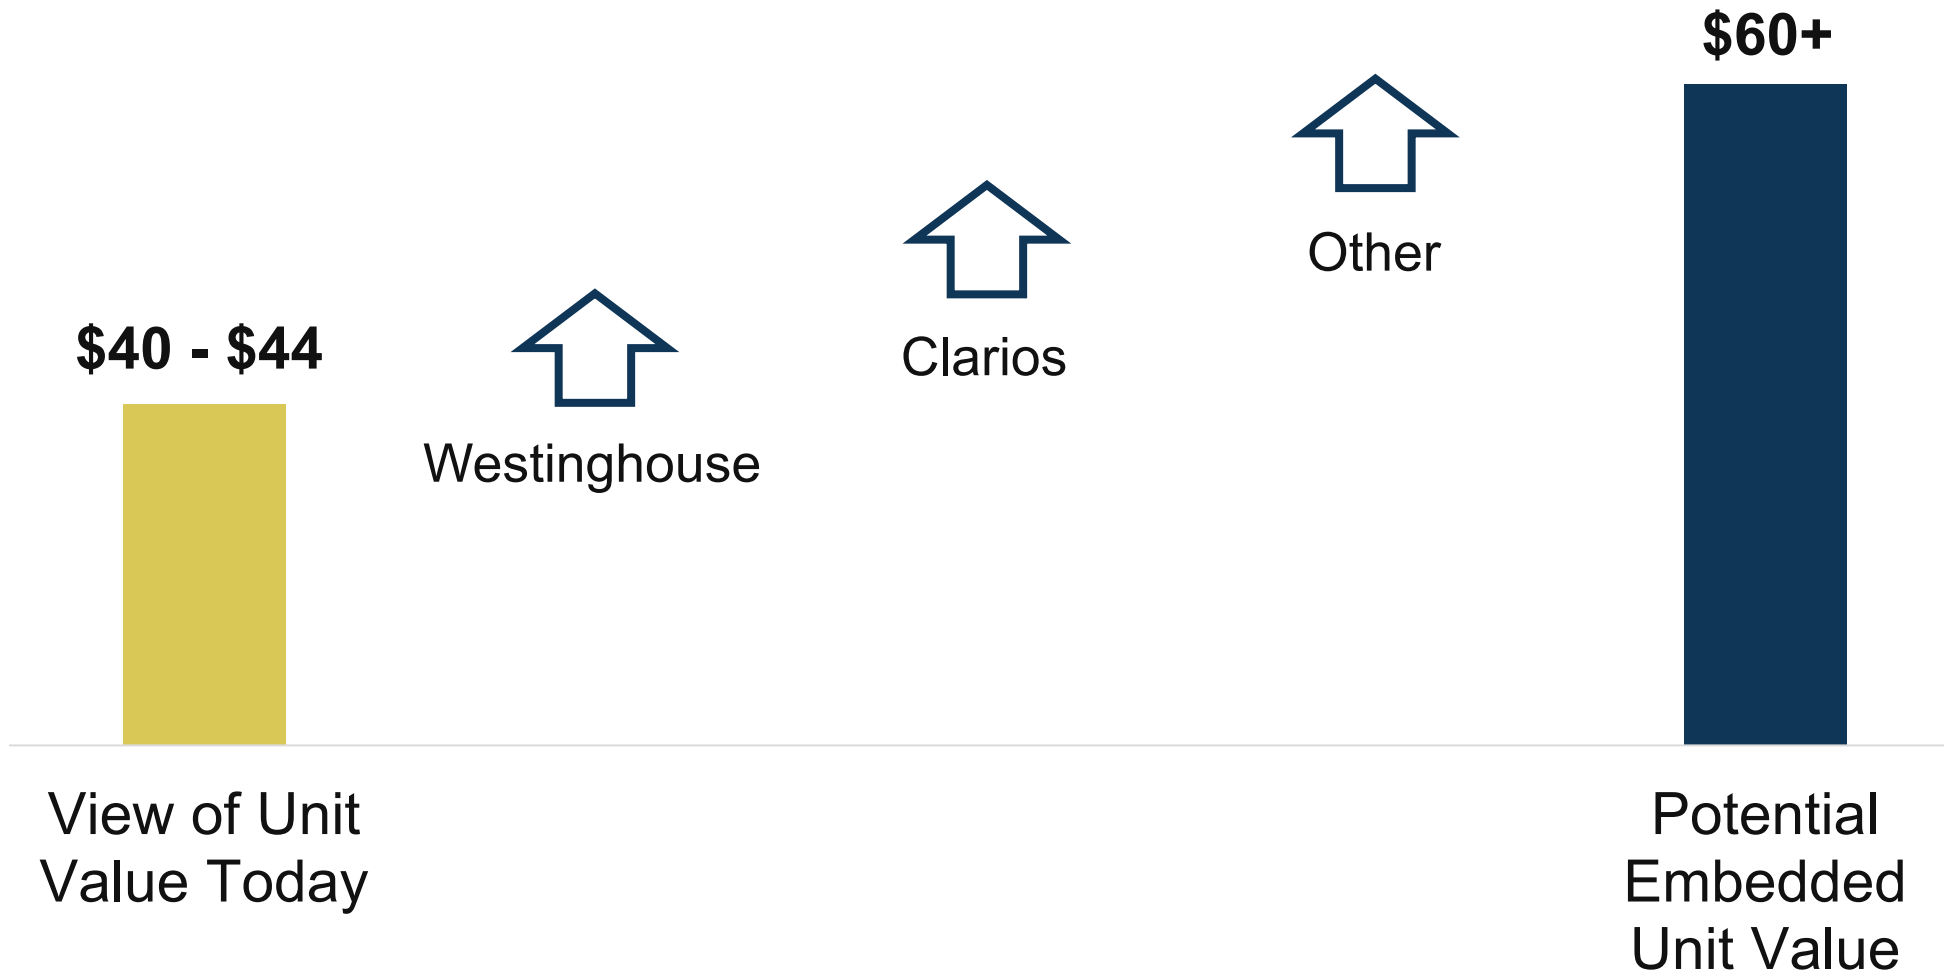 $60+
$40 - $44
Westinghouse
Clarios
Other
View of Unit
Value Today
Potential
Embedded
Unit Value